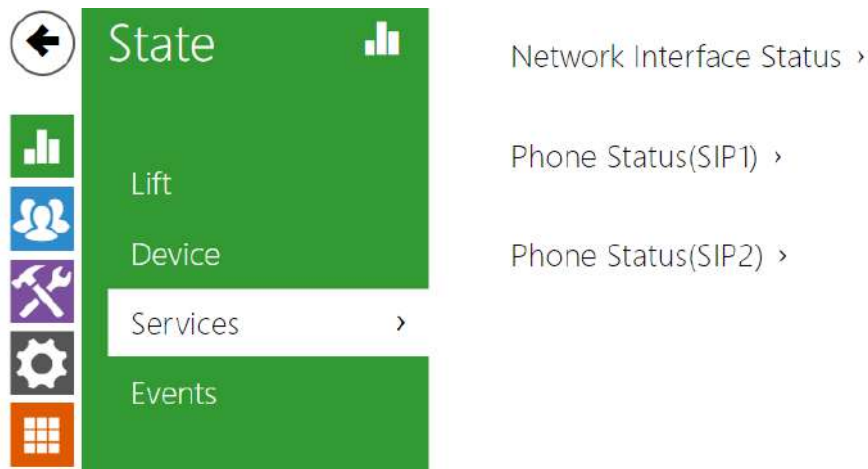 State
Lift
Device
Services ›
Events
Network Interface Status ›
Phone Status(SIP1) ›
Phone Status(SIP2) ›